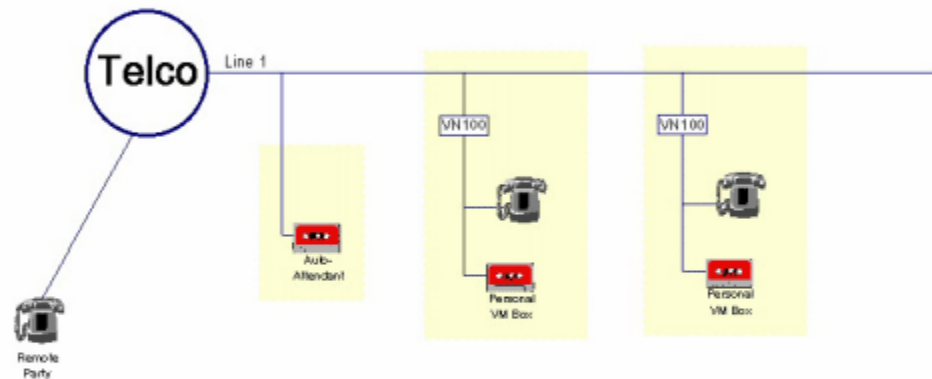 Telco
Line 1
VN100
VN100
Auto-
Attendant
Personal
VM Box
Personal
VM Box
Remote
Party